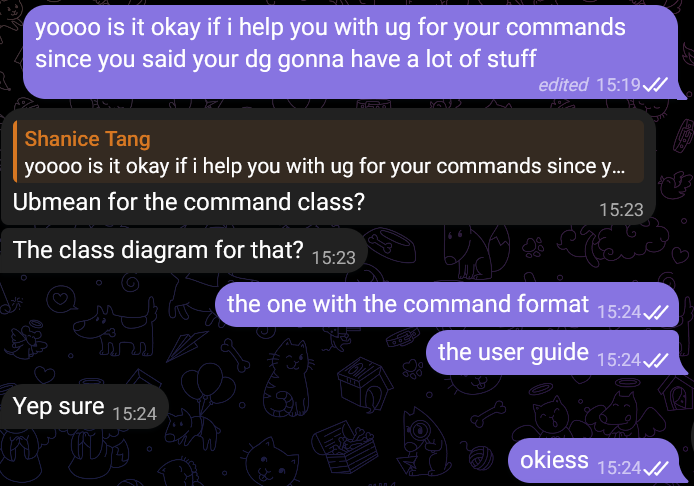 yoooo is it okay if i help you with ug for your commands
since you said your dg gonna have a lot of stuff
edited 15:19
Shanice Tang
yoooo is it okay if i help you with ug for your commands since y...
Ubmean for the command class?
15:23
The class diagram for that? 15:23
the one with the command format 15:24
the user guide 15:24
Yep sure 15:24
okiess 15:24